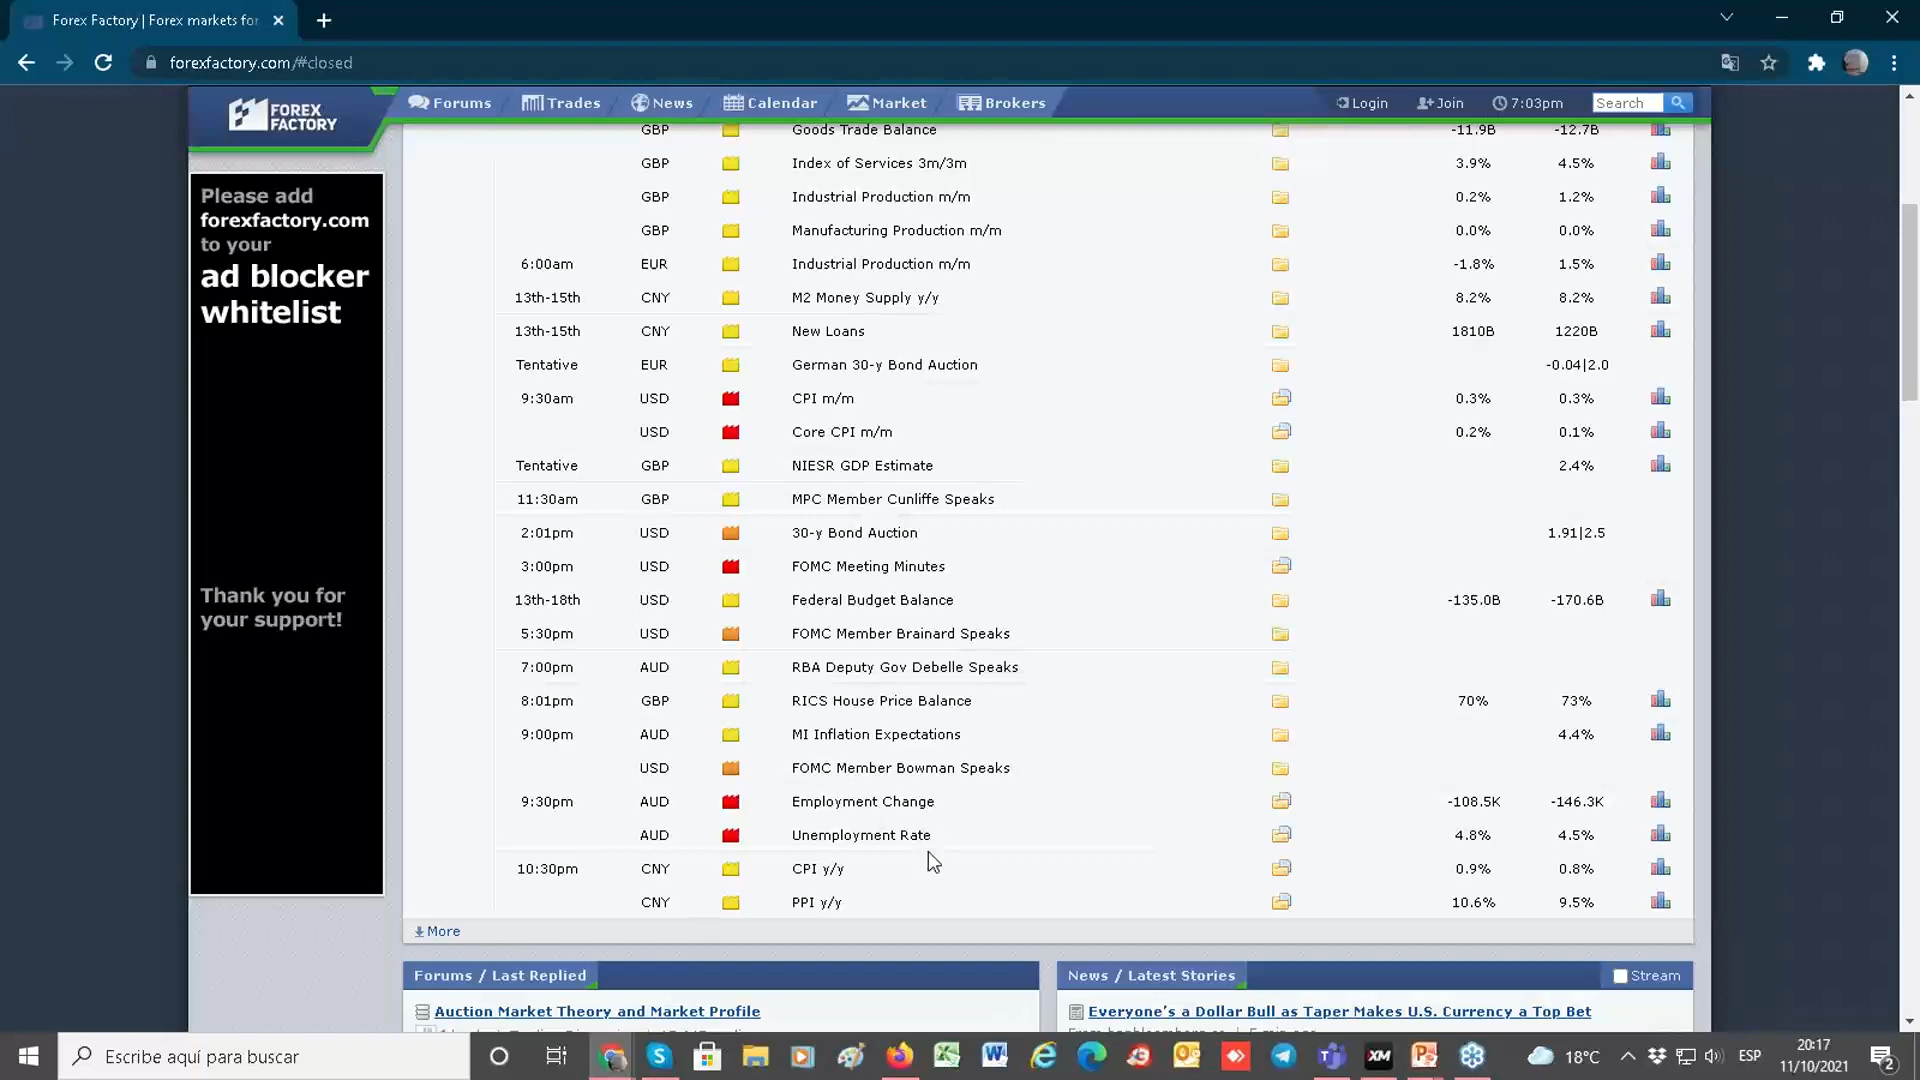 Forex Factory | Forex markets for
forexfactory.com/#closed
FOREX FACTORY
Forums Trades News Calendar Market Brokers Login Join 7:03pm Search
Please add
forexfactory.com
to your
ad blocker
whitelist
Thank you for
your support!
GBP Goods Trade Balance -11.9B -12.7B
GBP Index of Services 3m/3m 3.9% 4.5%
GBP Industrial Production m/m 0.2% 1.2%
GBP Manufacturing Production m/m 0.0% 0.0%
6:00am EUR Industrial Production m/m -1.8% 1.5%
13th-15th CNY M2 Money Supply y/y 8.2% 8.2%
13th-15th CNY New Loans 1810B 1220B
Tentative EUR German 30-y Bond Auction -0.04|2.0
9:30am USD CPI m/m 0.3% 0.3%
USD Core CPI m/m 0.2% 0.1%
Tentative GBP NIESR GDP Estimate 2.4%
11:30am GBP MPC Member Cunliffe Speaks
2:01pm USD 30-y Bond Auction 1.91|2.5
3:00pm USD FOMC Meeting Minutes
13th-18th USD Federal Budget Balance -135.0B -170.6B
5:30pm USD FOMC Member Brainard Speaks
7:00pm AUD RBA Deputy Gov Debelle Speaks
8:01pm GBP RICS House Price Balance 70% 73%
9:00pm AUD MI Inflation Expectations 4.4%
USD FOMC Member Bowman Speaks
9:30pm AUD Employment Change -108.5K -146.3K
AUD Unemployment Rate 4.8% 4.5%
10:30pm CNY CPI y/y 0.9% 0.8%
CNY PPI y/y 10.6% 9.5%
More
Forums / Last Replied
Auction Market Theory and Market Profile
News / Latest Stories Stream
Everyone's a Dollar Bull as Taper Makes U.S. Currency a Top Bet
Escribe aquí para buscar
XM
18°C ESP 20:17
11/10/2021
2